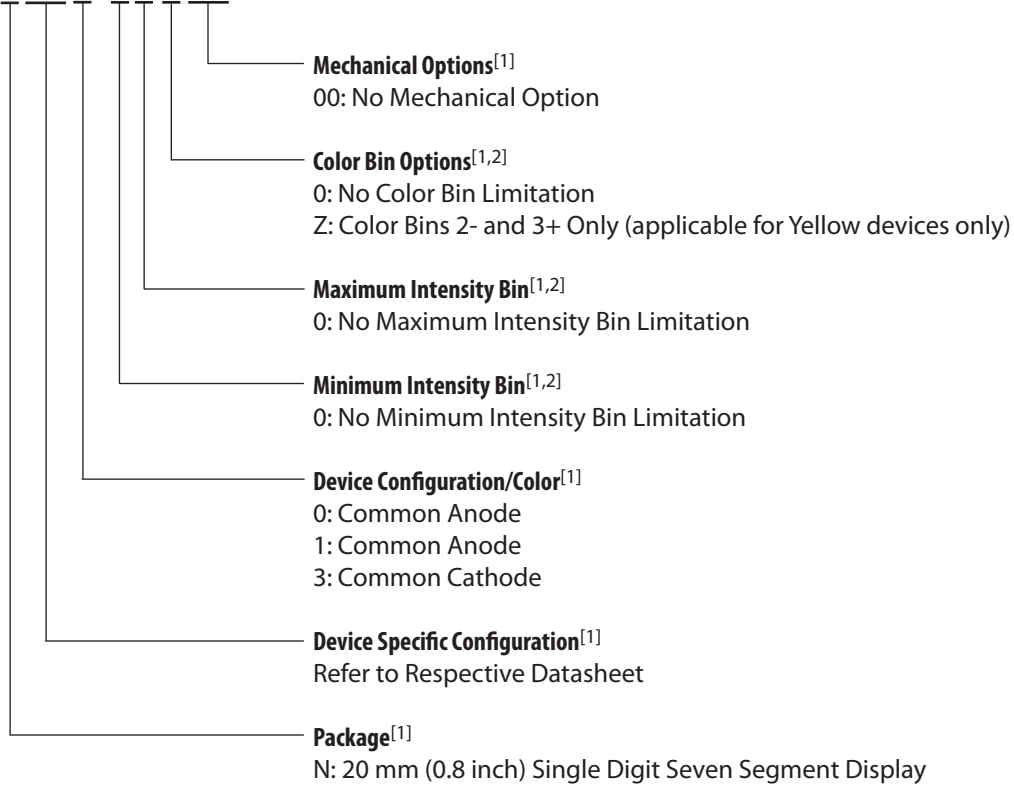 Mechanical Options[1]
00: No Mechanical Option
Color Bin Options[1,2]
0: No Color Bin Limitation
Z: Color Bins 2- and 3+ Only (applicable for Yellow devices only)
Maximum Intensity Bin[1,2]
0: No Maximum Intensity Bin Limitation
Minimum Intensity Bin[1,2]
0: No Minimum Intensity Bin Limitation
Device Configuration/Color[1]
0: Common Anode
1: Common Anode
3: Common Cathode
Device Specific Configuration[1]
Refer to Respective Datasheet
Package[1]
N: 20 mm (0.8 inch) Single Digit Seven Segment Display